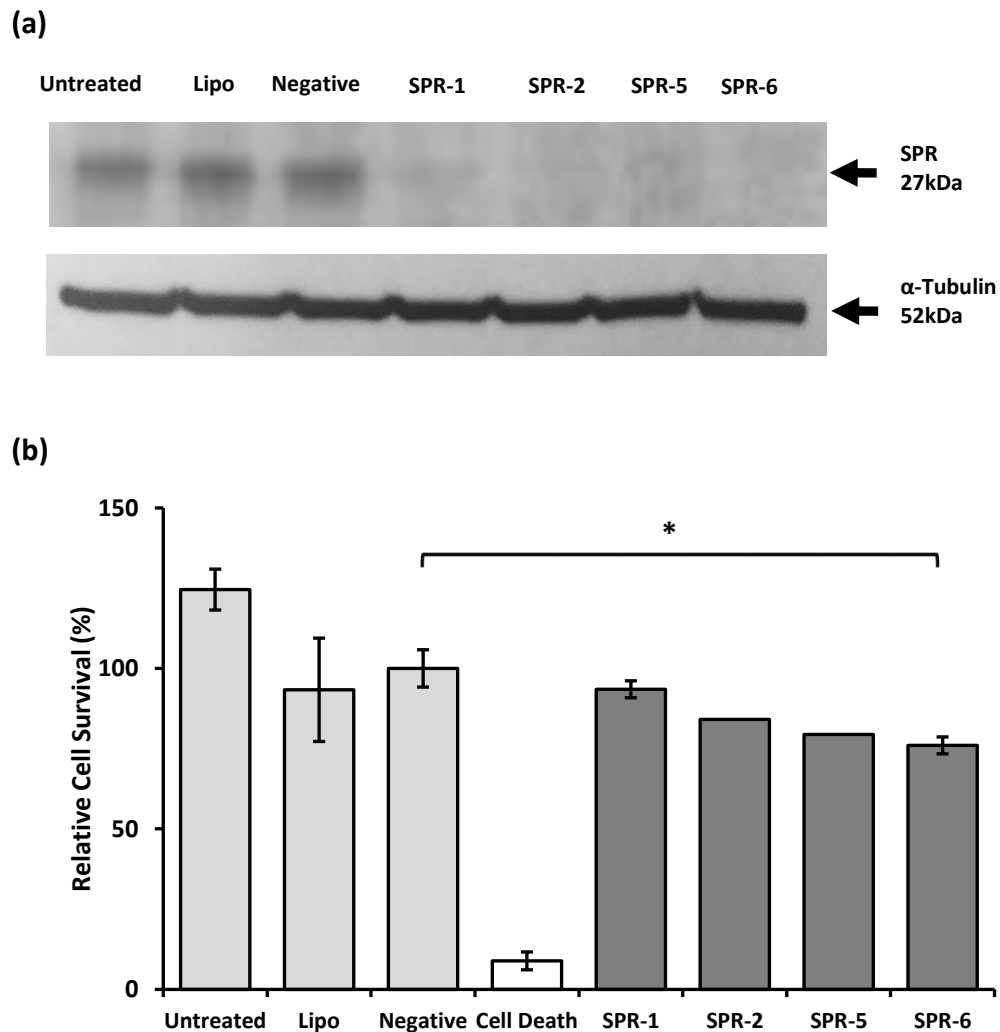 (a)
Untreated Lipo Negative SPR-1 SPR-2 SPR-5 SPR-6
SPR
27kDa
α-Tubulin
52kDa
(b)
150
*
100
50
0
Relative Cell Survival (%)
Untreated Lipo Negative Cell Death SPR-1 SPR-2 SPR-5 SPR-6